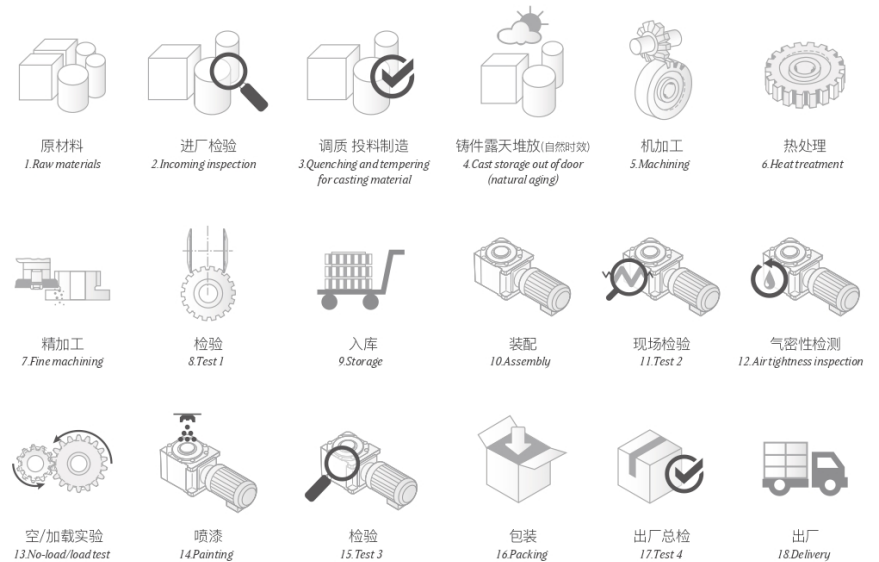 原材料
1.Raw materials
进厂检验
2.Incoming inspection
调质 投料制造
3.Quenching and tempering
for casting material
铸件露天堆放(自然时效)
4.Cast storage out of door
(natural aging)
机加工
5.Machining
热处理
6.Heat treatment
精加工
7.Fine machining
检验
8.Test 1
入库
9.Storage
装配
10.Assembly
现场检验
11.Test 2
气密性检测
12.Air tightness inspection
空/加载实验
13.No-load/load test
喷漆
14.Painting
检验
15.Test 3
包装
16.Packing
出厂总检
17.Test 4
出厂
18.Delivery